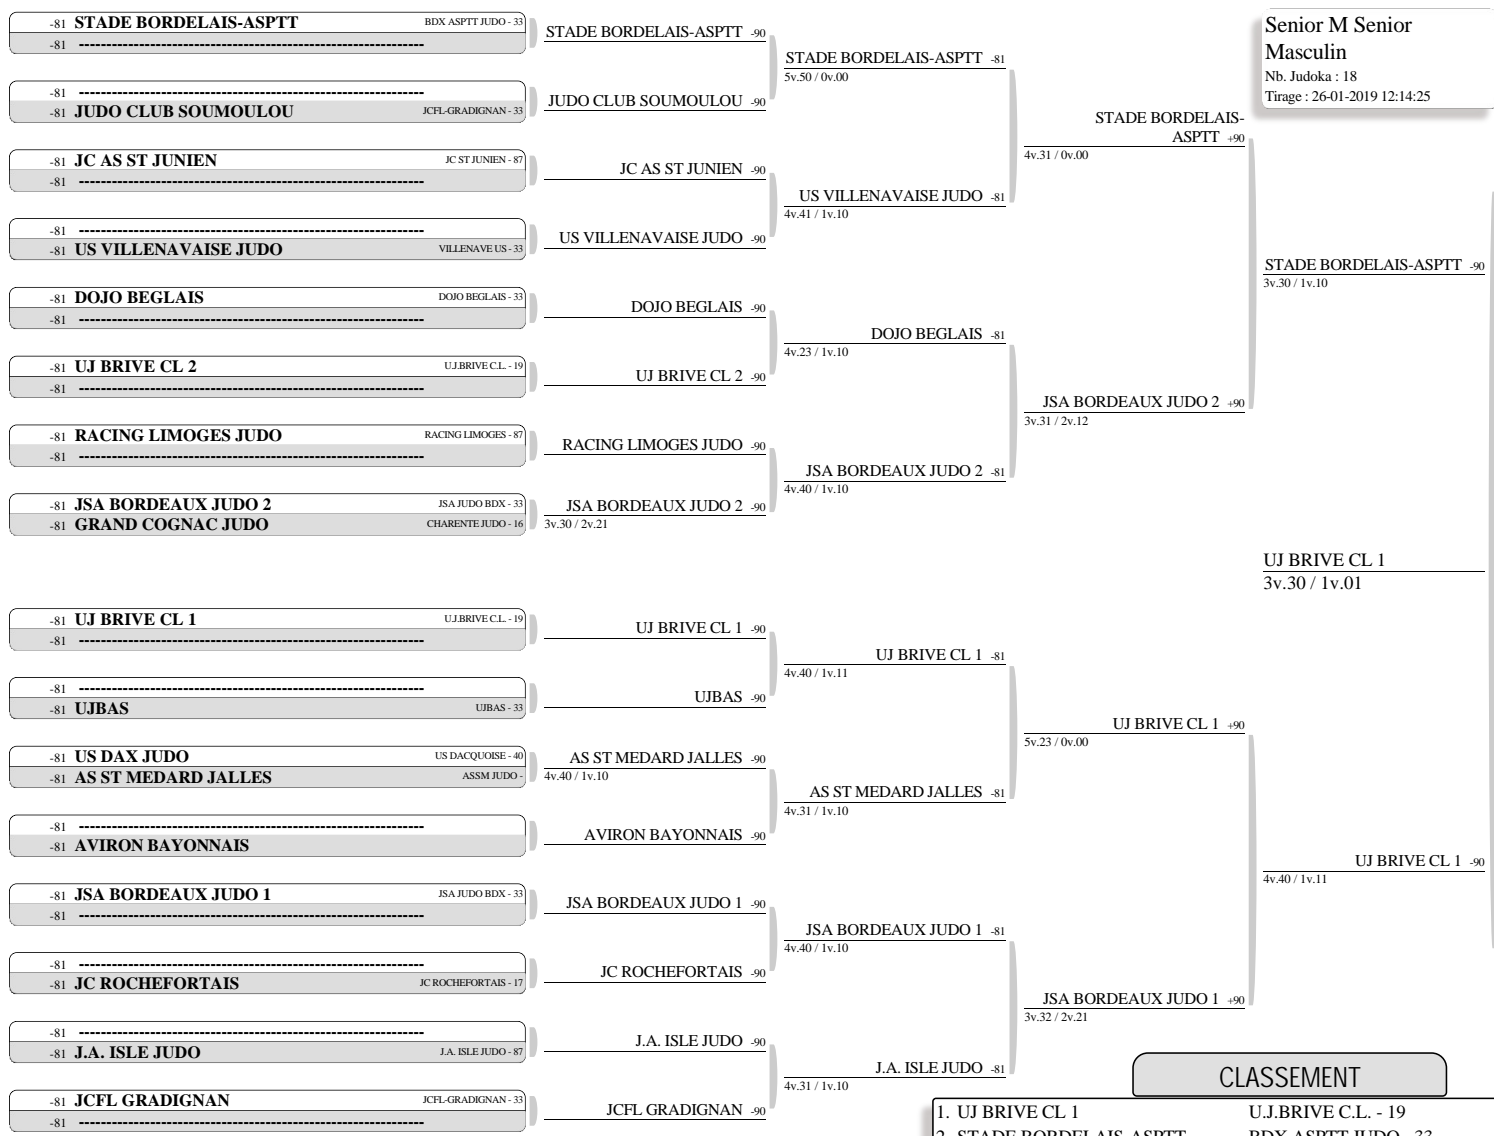 Senior M Senior
Masculin
Nb. Judoka : 18
Tirage : 26-01-2019 12:14:25
-81 STADE BORDELAIS-ASPTT BDX ASPTT JUDO - 33
-81 ----------------------------------------------------------------
-81 ----------------------------------------------------------------
-81 JUDO CLUB SOUMOULOU JCFL-GRADIGNAN - 33
-81 JC AS ST JUNIEN JC ST JUNIEN - 87
-81 ----------------------------------------------------------------
-81 ----------------------------------------------------------------
-81 US VILLENAVAISE JUDO VILLENAVE US - 33
-81 DOJO BEGLAIS DOJO BEGLAIS - 33
-81 ----------------------------------------------------------------
-81 UJ BRIVE CL 2 U.J.BRIVE C.L. - 19
-81 ----------------------------------------------------------------
-81 RACING LIMOGES JUDO RACING LIMOGES - 87
-81 ----------------------------------------------------------------
-81 JSA BORDEAUX JUDO 2 JSA JUDO BDX - 33
-81 GRAND COGNAC JUDO CHARENTE JUDO - 16
-81 UJ BRIVE CL 1 U.J.BRIVE C.L. - 19
-81 ----------------------------------------------------------------
-81 ----------------------------------------------------------------
-81 UJBAS UJBAS - 33
-81 US DAX JUDO US DACQUOISE - 40
-81 AS ST MEDARD JALLES ASSM JUDO -
-81 ----------------------------------------------------------------
-81 AVIRON BAYONNAIS
-81 JSA BORDEAUX JUDO 1 JSA JUDO BDX - 33
-81 ----------------------------------------------------------------
-81 ----------------------------------------------------------------
-81 JC ROCHEFORTAIS JC ROCHEFORTAIS - 17
-81 ----------------------------------------------------------------
-81 J.A. ISLE JUDO J.A. ISLE JUDO - 87
-81 JCFL GRADIGNAN JCFL-GRADIGNAN - 33
-81 ----------------------------------------------------------------
STADE BORDELAIS-ASPTT -90
JUDO CLUB SOUMOULOU -90
JC AS ST JUNIEN -90
US VILLENAVAISE JUDO -90
DOJO BEGLAIS -90
UJ BRIVE CL 2 -90
RACING LIMOGES JUDO -90
JSA BORDEAUX JUDO 2 -90
3v.30 / 2v.21
UJ BRIVE CL 1 -90
UJBAS -90
AS ST MEDARD JALLES -90
4v.40 / 1v.10
AVIRON BAYONNAIS -90
JSA BORDEAUX JUDO 1 -90
JC ROCHEFORTAIS -90
J.A. ISLE JUDO -90
JCFL GRADIGNAN -90
STADE BORDELAIS-ASPTT -81
5v.50 / 0v.00
US VILLENAVAISE JUDO -81
4v.41 / 1v.10
DOJO BEGLAIS -81
4v.23 / 1v.10
JSA BORDEAUX JUDO 2 -81
4v.40 / 1v.10
UJ BRIVE CL 1 -81
4v.40 / 1v.11
AS ST MEDARD JALLES -81
4v.31 / 1v.10
JSA BORDEAUX JUDO 1 -81
4v.40 / 1v.10
J.A. ISLE JUDO -81
4v.31 / 1v.10
STADE BORDELAIS-
ASPTT +90
4v.31 / 0v.00
JSA BORDEAUX JUDO 2 +90
3v.31 / 2v.12
UJ BRIVE CL 1 +90
5v.23 / 0v.00
JSA BORDEAUX JUDO 1 +90
3v.32 / 2v.21
STADE BORDELAIS-ASPTT -90
3v.30 / 1v.10
UJ BRIVE CL 1
3v.30 / 1v.01
UJ BRIVE CL 1 -90
4v.40 / 1v.11
CLASSEMENT
1. UJ BRIVE CL 1 U.J.BRIVE C.L. - 19
2. STADE BORDELAIS-ASPTT BDX ASPTT JUDO - 33